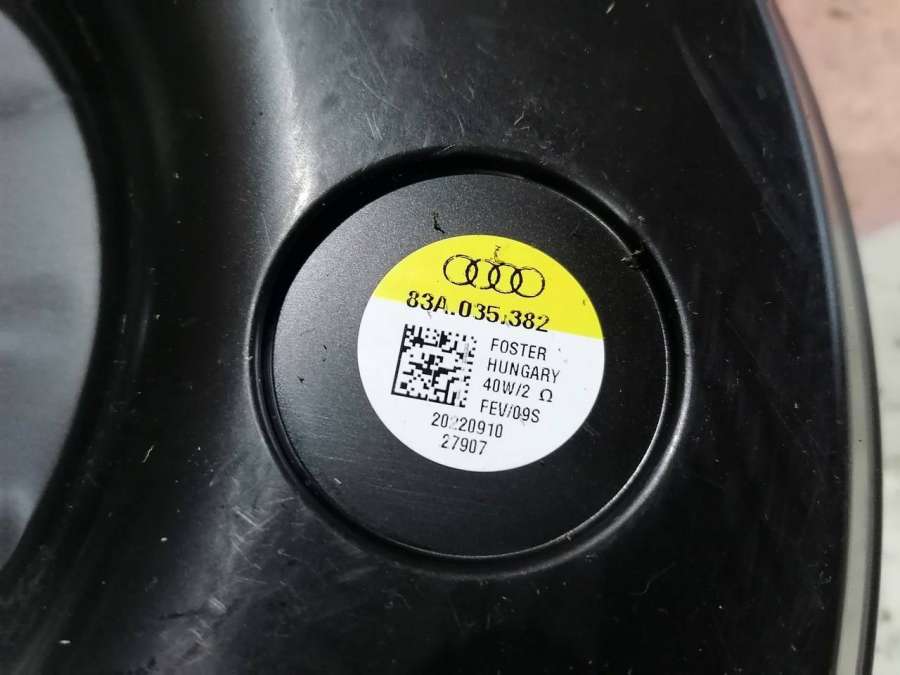 83A.035.382
FOSTER
HUNGARY
40W/2 Ω
FEV/09S
20220910
27907